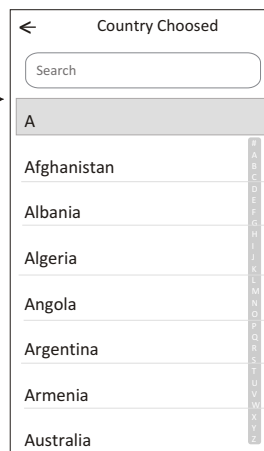 Country Choosed
Search
A
Afghanistan
Albania
Algeria
Angola
Argentina
Armenia
Australia
#
A
B
C
D
E
F
G
H
I
J
K
L
M
N
O
P
Q
R
S
T
U
V
W
X
Y
Z